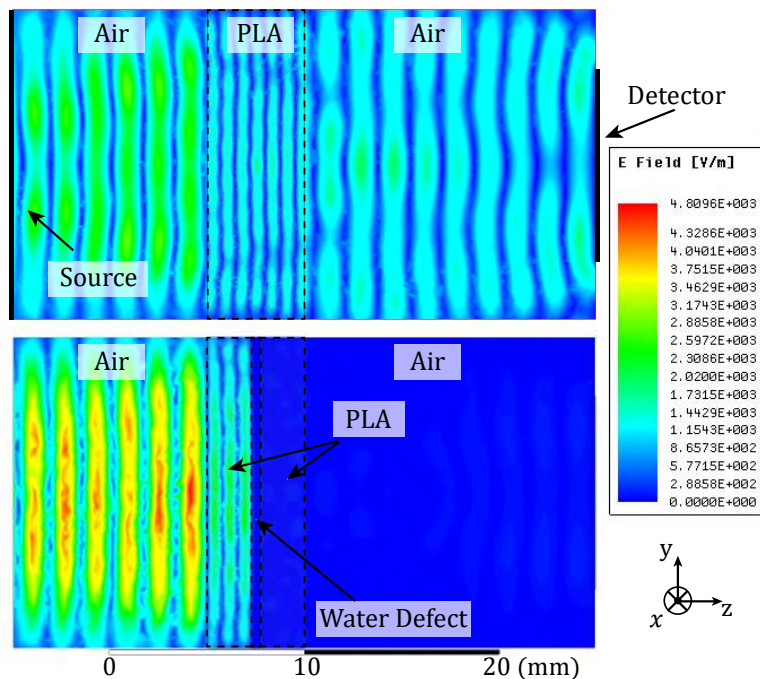 Air
PLA
Air
Detector
Source
E Field [V/m]
4.8096E+003
4.3286E+003
4.0401E+003
3.7515E+003
3.4629E+003
3.1743E+003
2.8858E+003
2.5972E+003
2.3086E+003
2.0200E+003
1.7315E+003
1.4429E+003
1.1543E+003
8.6573E+002
5.7715E+002
2.8858E+002
0.0000E+000
Air
Air
PLA
Water Defect
y
x
z
0 10 20 (mm)